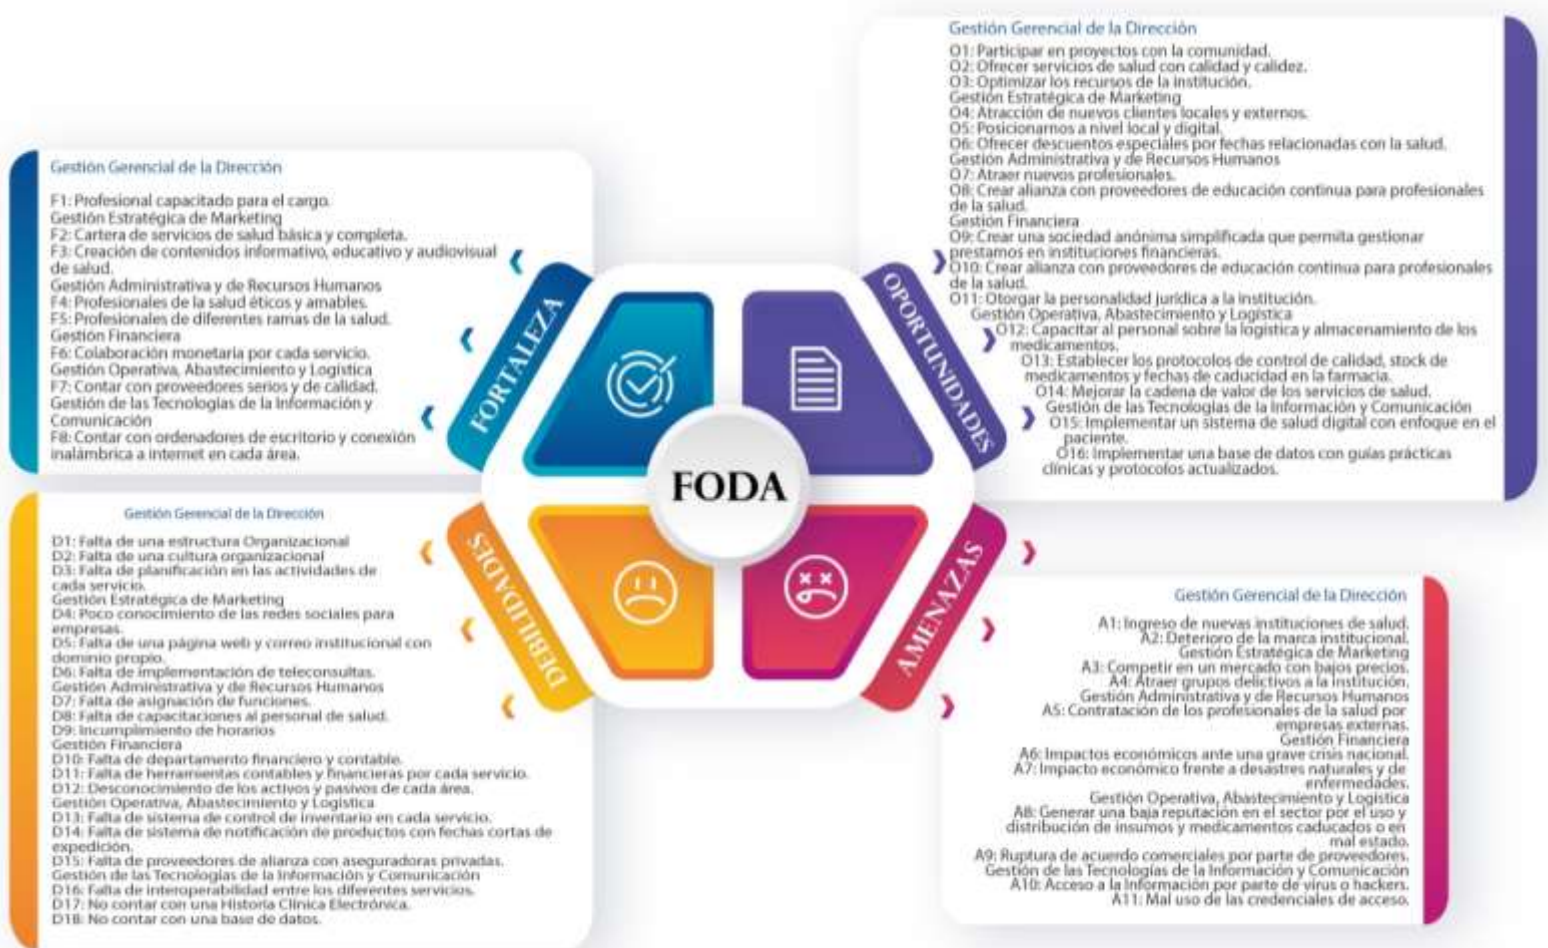 Gestión Gerencial de la Dirección
F1: Profesional capacitado para el cargo.
Gestión Estratégica de Marketing
F2: Cartera de servicios de salud básica y completa.
F3: Creación de contenidos informativo, educativo y audiovisual
de salud.
Gestión Administrativa y de Recursos Humanos
F4: Profesionales de la salud éticos y amables.
F5: Profesionales de diferentes ramas de la salud.
Gestión Financiera
F6: Colaboración monetaria por cada servicio.
Gestión Operativa, Abastecimiento y Logística
F7: Contar con proveedores serios y de calidad.
Gestión de las Tecnologías de la Información y
Comunicación
F8: Contar con ordenadores de escritorio y conexión
inalámbrica a internet en cada área.
FORTALEZA
Gestión Gerencial de la Dirección
O1: Participar en proyectos con la comunidad.
O2: Ofrecer servicios de salud con calidad y calidez.
O3: Optimizar los recursos de la institución.
Gestión Estratégica de Marketing
O4: Atracción de nuevos clientes locales y externos.
O5: Posicionarnos a nivel local y digital.
O6: Ofrecer descuentos especiales por fechas relacionadas con la salud.
Gestión Administrativa y de Recursos Humanos
O7: Atraer nuevos profesionales.
O8: Crear alianza con proveedores de educación continua para profesionales
de la salud.
Gestión Financiera
O9: Crear una sociedad anónima simplificada que permita gestionar
prestamos en instituciones financieras.
O10: Crear alianza con proveedores de educación continua para profesionales
de la salud.
O11: Otorgar la personalidad jurídica a la institución.
Gestión Operativa, Abastecimiento y Logística
O12: Capacitar al personal sobre la logística y almacenamiento de los
medicamentos.
O13: Establecer los protocolos de control de calidad, stock de
medicamentos y fechas de caducidad en la farmacia.
O14: Mejorar la cadena de valor de los servicios de salud.
Gestión de las Tecnologías de la Información y Comunicación
O15: Implementar un sistema de salud digital con enfoque en el
paciente.
O16: Implementar una base de datos con guías prácticas
clínicas y protocolos actualizados.
OPORTUNIDADES
FODA
Gestión Gerencial de la Dirección
D1: Falta de una estructura Organizacional
D2: Falta de una cultura organizacional
D3: Falta de planificación en las actividades de
cada servicio.
Gestión Estratégica de Marketing
D4: Poco conocimiento de las redes sociales para
empresas.
D5: Falta de una página web y correo institucional con
dominio propio.
D6: Falta de implementación de teleconsultas.
Gestión Administrativa y de Recursos Humanos
D7: Falta de asignación de funciones.
D8: Falta de capacitaciones al personal de salud.
D9: Incumplimiento de horarios
Gestión Financiera
D10: Falta de departamento financiero y contable.
D11: Falta de herramientas contables y financieras por cada servicio.
D12: Desconocimiento de los activos y pasivos de cada área.
Gestión Operativa, Abastecimiento y Logística
D13: Falta de sistema de control de inventario en cada servicio.
D14: Falta de sistema de notificación de productos con fechas cortas de
expedición.
D15: Falta de proveedores de alianza con aseguradoras privadas.
Gestión de las Tecnologías de la Información y Comunicación
D16: Falta de interoperabilidad entre los diferentes servicios.
D17: No contar con una Historia Clínica Electrónica.
D18: No contar con una base de datos.
DEBILIDADES
AMENAZAS
Gestión Gerencial de la Dirección
A1: Ingreso de nuevas instituciones de salud.
A2: Deterioro de la marca institucional.
Gestión Estratégica de Marketing
A3: Competir en un mercado con bajos precios.
A4: Atraer grupos delictivos a la institución.
Gestión Administrativa y de Recursos Humanos
A5: Contratación de los profesionales de la salud por
empresas externas.
Gestión Financiera
A6: Impactos económicos ante una grave crisis nacional.
A7: Impacto económico frente a desastres naturales y de
enfermedades.
Gestión Operativa, Abastecimiento y Logística
A8: Generar una baja reputación en el sector por el uso y
distribución de insumos y medicamentos caducados o en
mal estado.
A9: Ruptura de acuerdo comerciales por parte de proveedores.
Gestión de las Tecnologías de la Información y Comunicación
A10: Acceso a la Información por parte de virus o hackers.
A11: Mal uso de las credenciales de acceso.